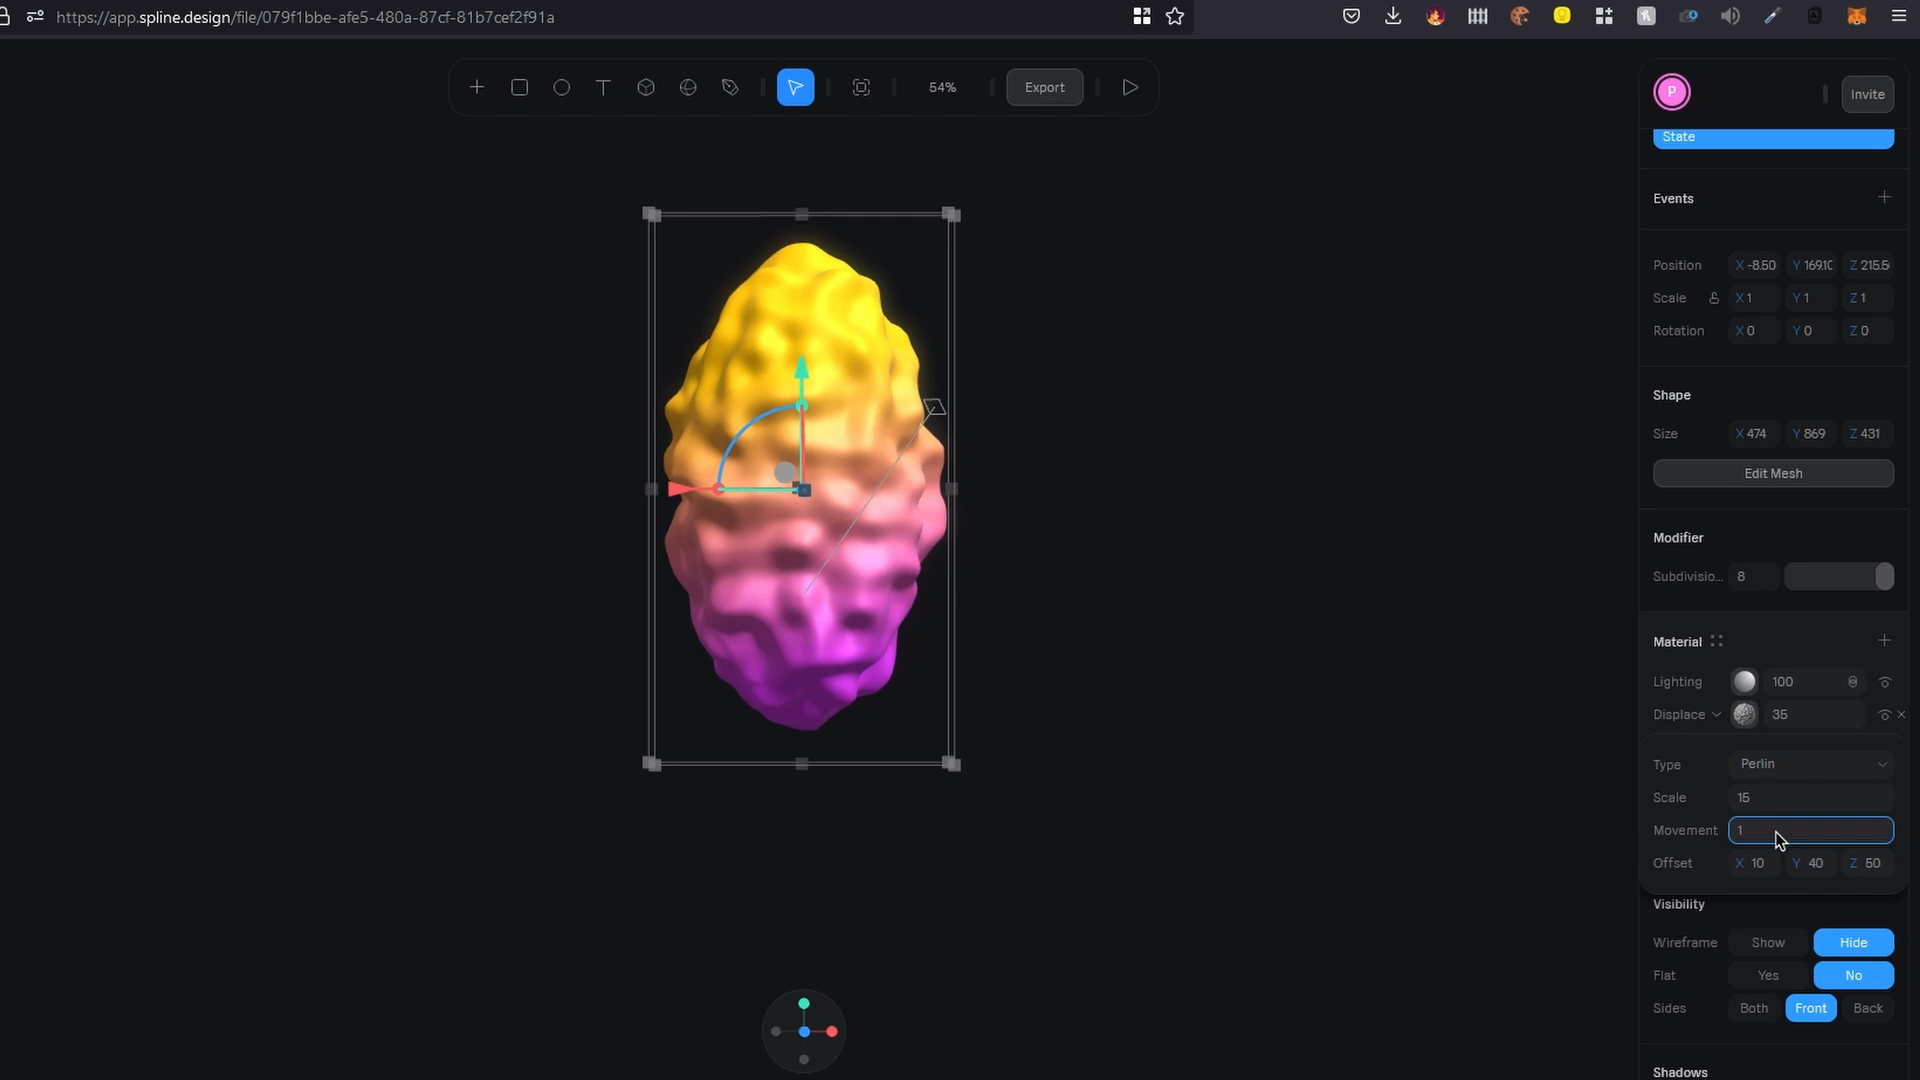 https://app.spline.design/file/079f1bbe-afe5-480a-87cf-81b7cef2f91a
54%
Export
P
Invite
State
Events
Position X -8.50 Y 169.1 Z 215.5
Scale X 1 Y 1 Z 1
Rotation X 0 Y 0 Z 0
Shape
Size X 474 Y 869 Z 431
Edit Mesh
Modifier
Subdivisio... 8
Material
Lighting 100
Displace 35
Type Perlin
Scale 15
Movement 1
Offset X 10 Y 40 Z 50
Visibility
Wireframe Show Hide
Flat Yes No
Sides Both Front Back
Shadows